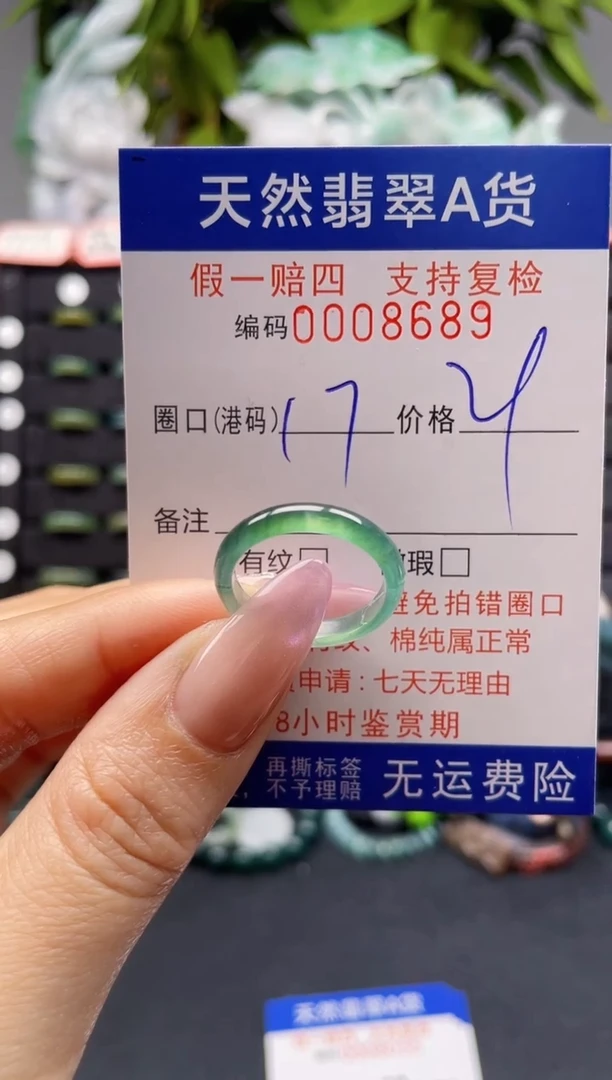 天然翡翠A货
假一赔四 支持复检
编码0008689
圈口(港码) 17 价格 4
备注
有纹□ 瑕□
避免拍错圈口
、棉纯属正常
申请:七天无理由
8小时鉴赏期
再撕标签 无运费险
,不予理赔
天然翡翠A货